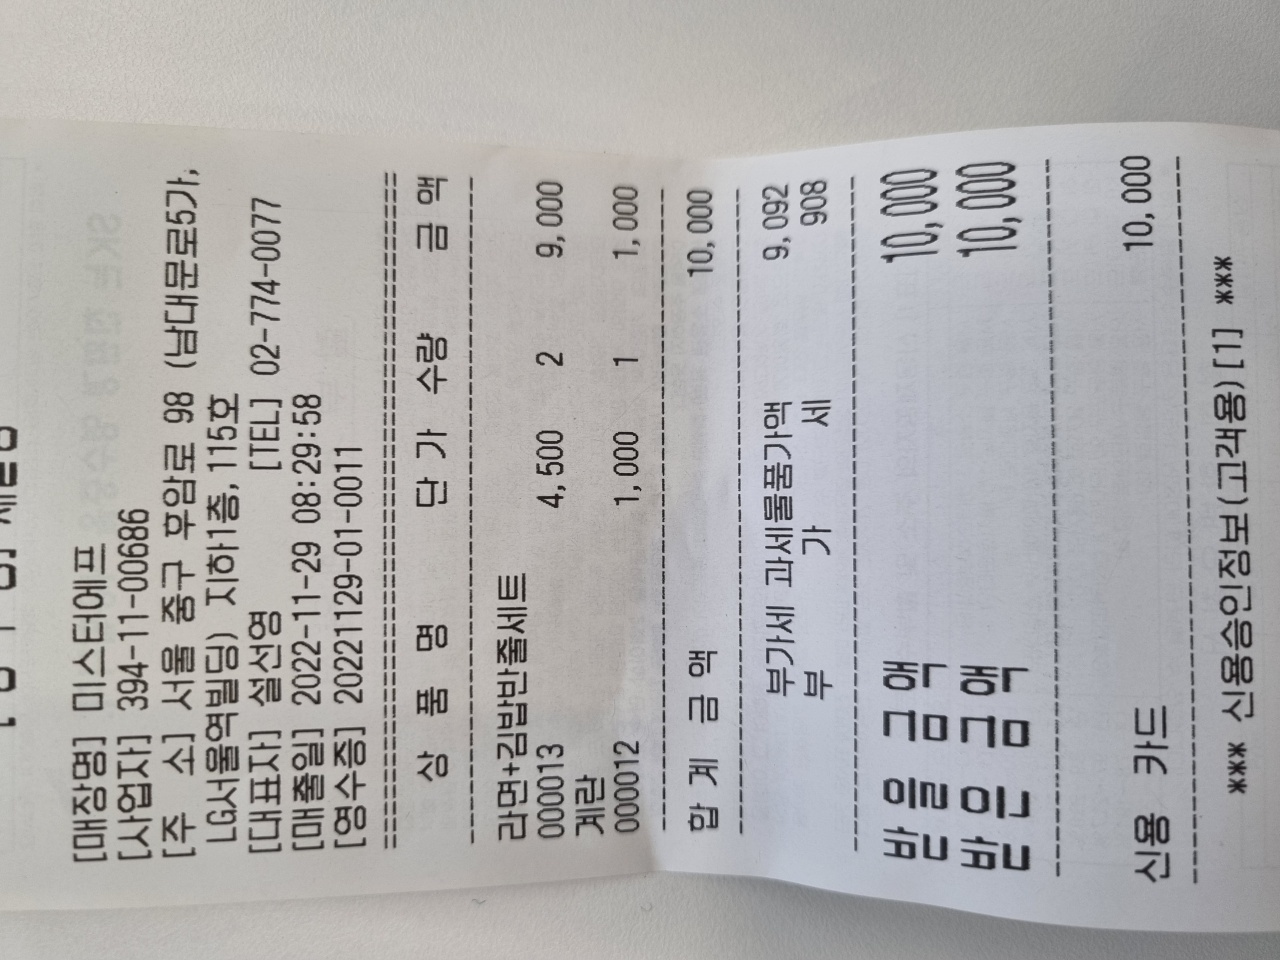 [매장명] 미스터에프
[사업자] 394-11-00686
[주   소] 서울 중구 후암로 98 (남대문로5가,
LG서울역빌딩) 지하1층,115호
[대표자] 설선영 [TEL] 02-774-0077
[매출일] 2022-11-29 08:29:58
[영수증] 20221129-01-0011
==========================================
상 품 명 단 가 수량 금 액
------------------------------------------
라면+김밥반줄세트
000013 4,500 2 9,000
계란
000012 1,000 1 1,000
------------------------------------------
합 계 금 액 10,000
------------------------------------------
부가세 과세물품가액 9,092
부 가 세 908
------------------------------------------
받을금액 10,000
받은금액 10,000
------------------------------------------
신용 카드 10,000
------------------------------------------
*** 신용승인정보(고객용) [1] ***